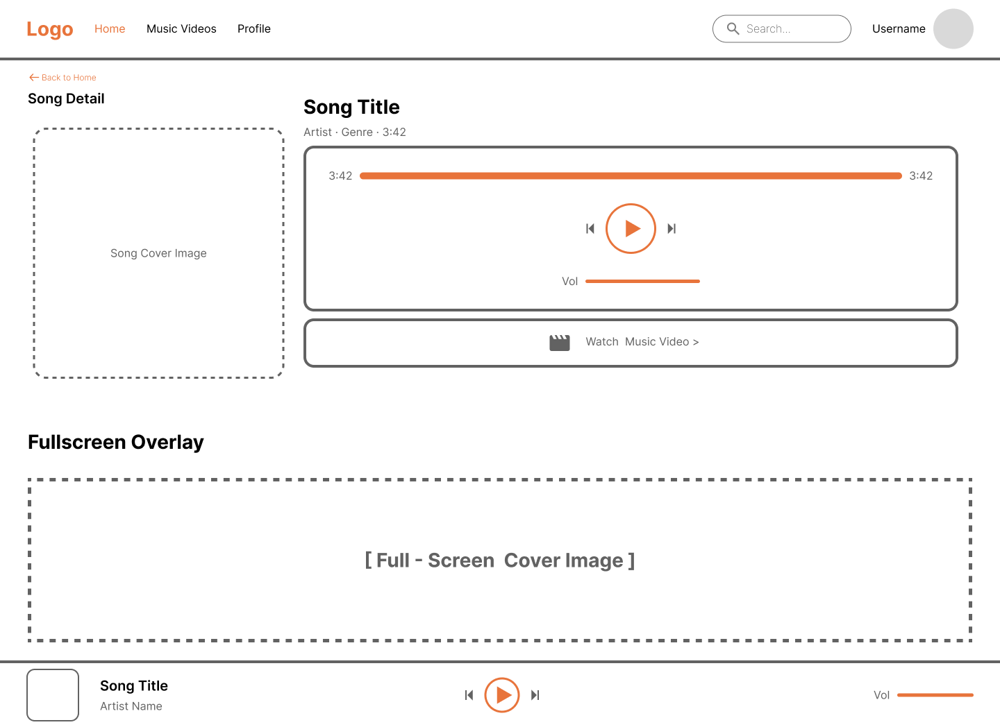 Logo
Home
Music Videos
Profile
Search...
Username
Back to Home
Song Detail
Song Cover Image
Song Title
Artist · Genre · 3:42
3:42
3:42
Vol
Watch  Music Video >
Fullscreen Overlay
[ Full - Screen  Cover Image ]
Song Title
Artist Name
Vol